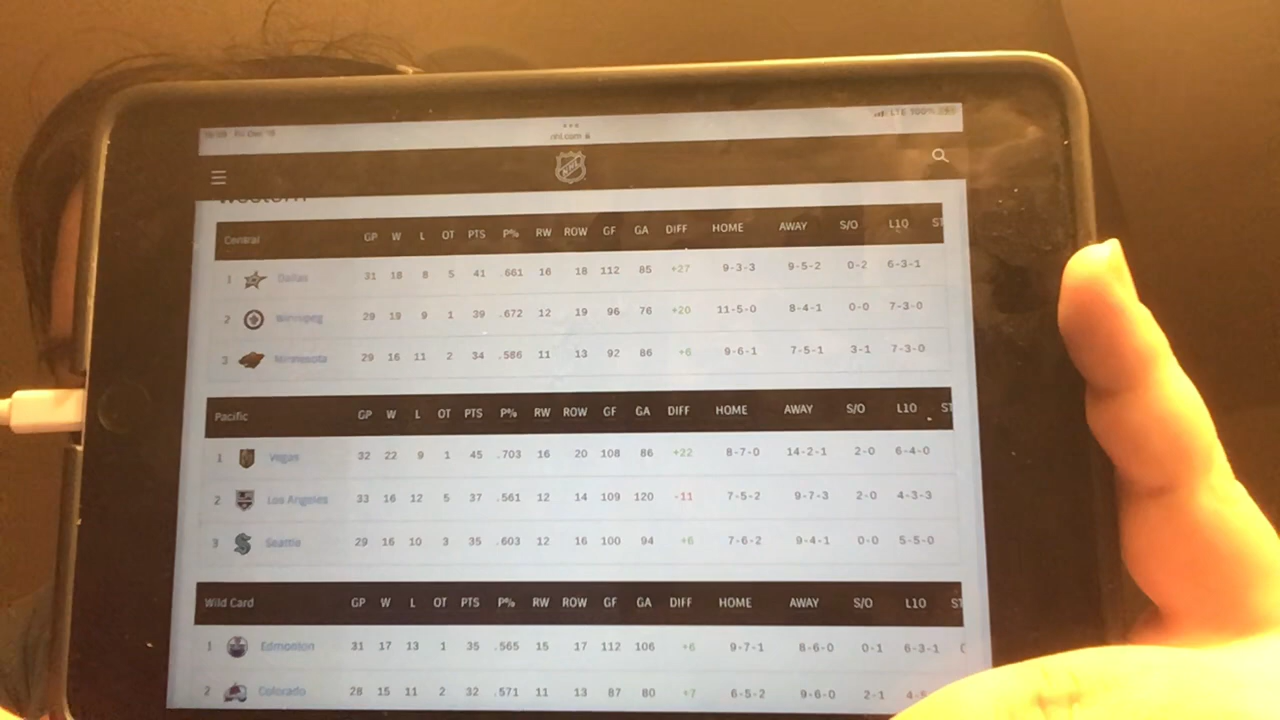 Fri Dec 16 LTE 100%
nhl.com
NHL
Western
Central GP W L OT PTS P% RW ROW GF GA DIFF HOME AWAY S/O L10
1 Dallas 31 18 8 5 41 .661 16 18 112 85 +27 9-3-3 9-5-2 0-2 6-3-1
2 Winnipeg 29 19 9 1 39 .672 12 19 96 76 +20 11-5-0 8-4-1 0-0 7-3-0
3 Minnesota 29 16 11 2 34 .586 11 13 92 86 +6 9-6-1 7-5-1 3-1 7-3-0
Pacific GP W L OT PTS P% RW ROW GF GA DIFF HOME AWAY S/O L10
1 Vegas 32 22 9 1 45 .703 16 20 108 86 +22 8-7-0 14-2-1 2-0 6-4-0
2 Los Angeles 33 16 12 5 37 .561 12 14 109 120 -11 7-5-2 9-7-3 2-0 4-3-3
3 Seattle 29 16 10 3 35 .603 12 16 100 94 +6 7-6-2 9-4-1 0-0 5-5-0
Wild Card GP W L OT PTS P% RW ROW GF GA DIFF HOME AWAY S/O L10
1 Edmonton 31 17 13 1 35 .565 15 17 112 106 +6 9-7-1 8-6-0 0-1 6-3-1
2 Colorado 28 15 11 2 32 .571 11 13 87 80 +7 6-5-2 9-6-0 2-1